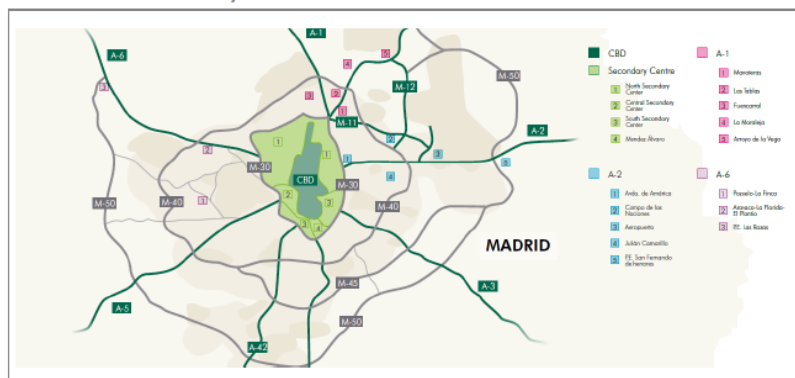 A-1
A-6
5
4
M-50
3
M-12
3
2
1
M-11
A-2
2
3
5
1
1
1
2
M-30
4
M-30
CBD
2
3
M-50
M-40
1
M-40
3
4
MADRID
A-5
M-45
A-3
M-50
A-42
CBD
Secondary Centre
1 North Secondary
Center
2 Central Secondary
Center
3 South Secondary
Center
4 Méndez Álvaro
A-1
1 Manoteras
2 Las Tablas
3 Fuencarral
4 La Moraleja
5 Arroyo de la Vega
A-2
1 Avda. de América
2 Campo de las
Naciones
3 Aeropuerto
4 Julián Camarillo
5 P.E. San Fernando
de henares
A-6
1 Pozuelo-La Finca
2 Aravaca-La Florida-
El Plantío
3 P.E. Las Rozas